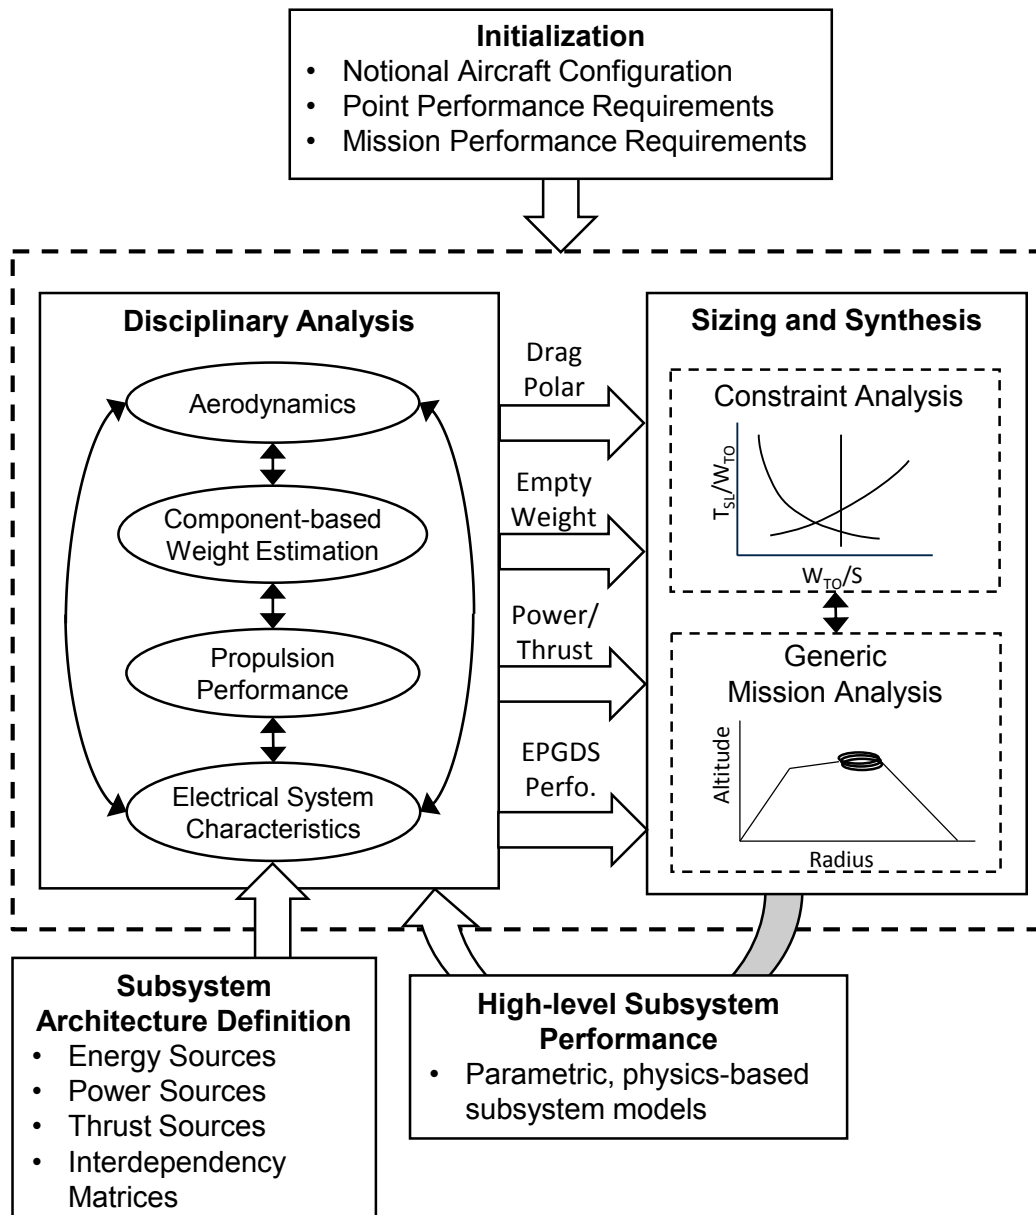 Initialization
• Notional Aircraft Configuration
• Point Performance Requirements
• Mission Performance Requirements
Disciplinary Analysis
Aerodynamics
Component-based
Weight Estimation
Propulsion
Performance
Electrical System
Characteristics
Drag
Polar
Empty
Weight
Power/
Thrust
EPGDS
Perfo.
Sizing and Synthesis
Constraint Analysis
T_SL/W_TO
W_TO/S
Generic
Mission Analysis
Altitude
Radius
Subsystem
Architecture Definition
• Energy Sources
• Power Sources
• Thrust Sources
• Interdependency
Matrices
High-level Subsystem
Performance
• Parametric, physics-based
subsystem models